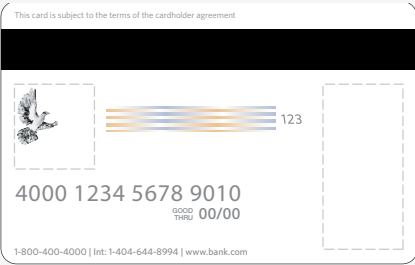 This card is subject to the terms of the cardholder agreement
123
4000 1234 5678 9010
GOOD
THRU 00/00
1-800-400-4000 | Int: 1-404-644-8994 | www.bank.com